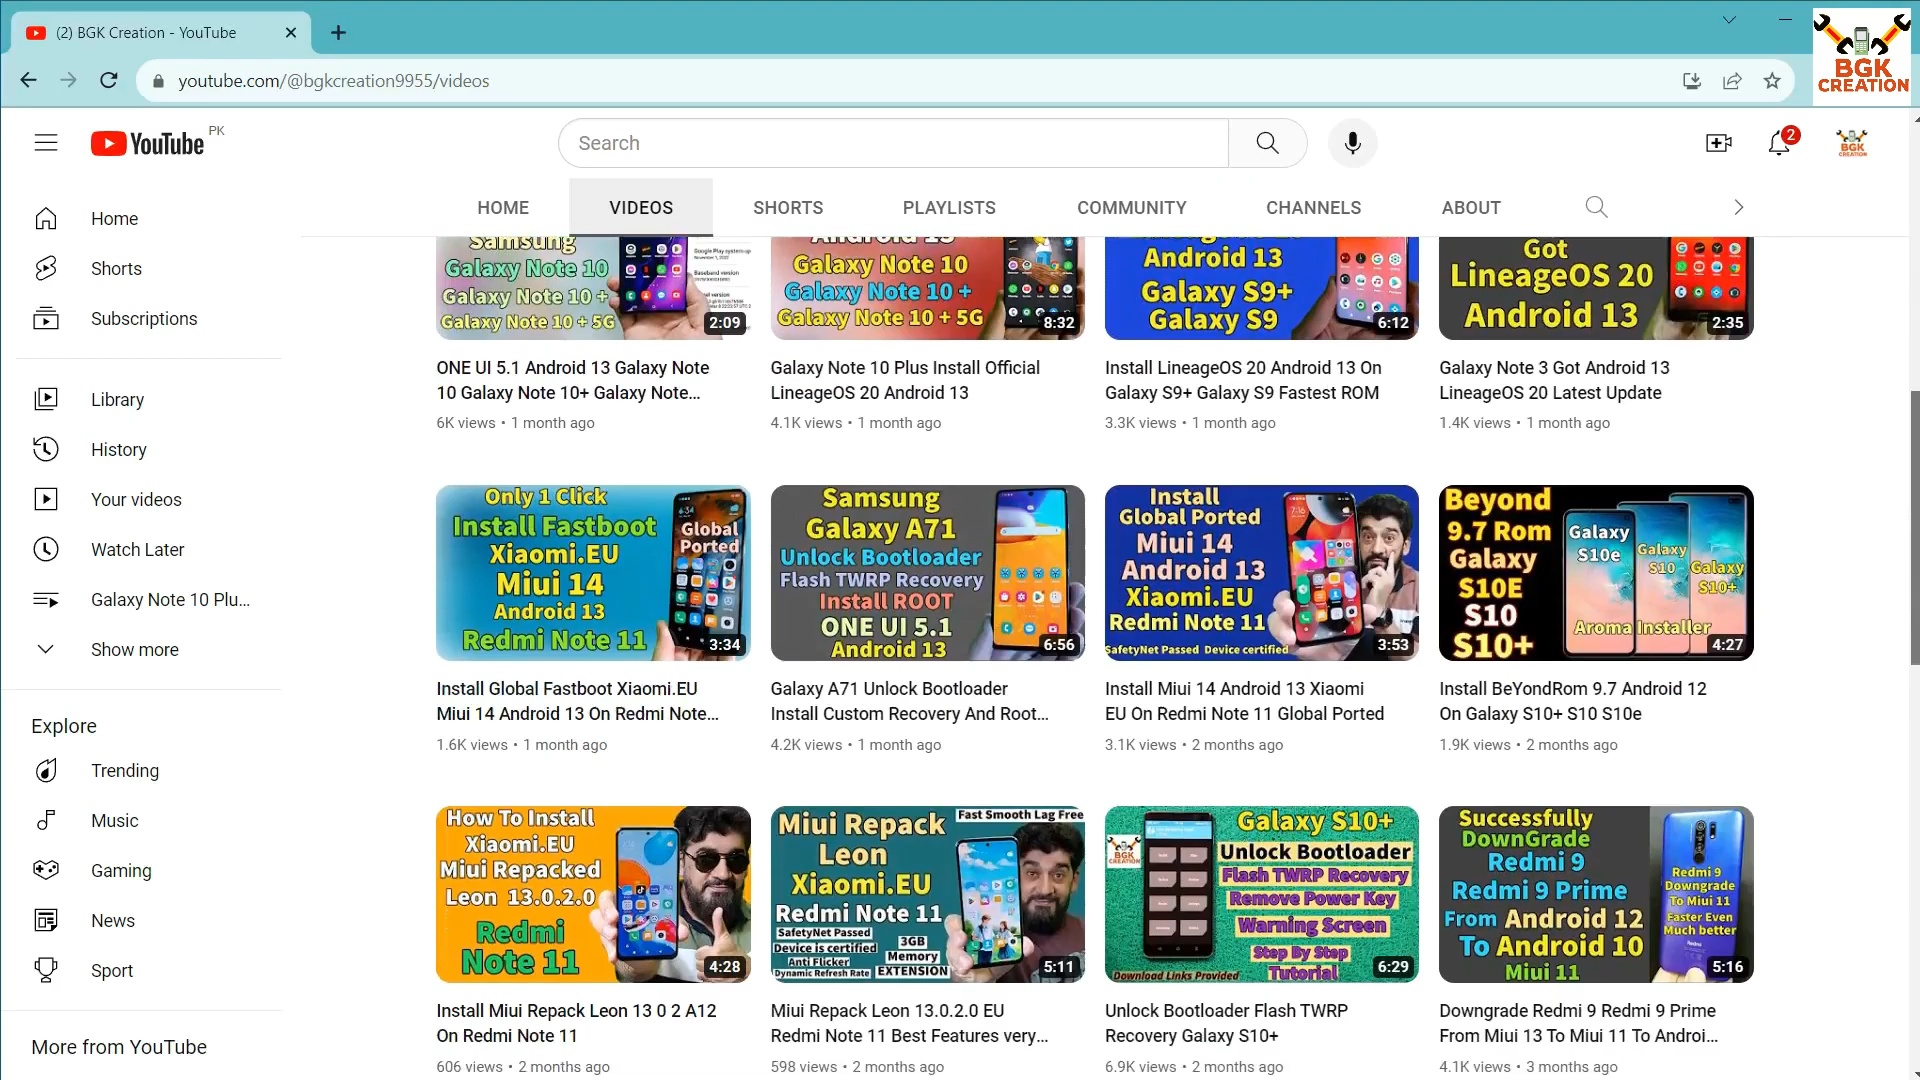 (2) BGK Creation - YouTube
youtube.com/@bgkcreation9955/videos
BGK
CREATION
YouTube PK
Search
2
BGK
CREATION
HOME VIDEOS SHORTS PLAYLISTS COMMUNITY CHANNELS ABOUT
Home
Shorts
Subscriptions
Library
History
Your videos
Watch Later
Galaxy Note 10 Plu...
Show more
Explore
Trending
Music
Gaming
News
Sport
More from YouTube
Samsung
Galaxy Note 10
Galaxy Note 10 +
Galaxy Note 10 + 5G
Google Play system up
Baseband version
2:09
ONE UI 5.1 Android 13 Galaxy Note
10 Galaxy Note 10+ Galaxy Note...
6K views • 1 month ago
Android 13
Galaxy Note 10
Galaxy Note 10 +
Galaxy Note 10 + 5G
8:32
Galaxy Note 10 Plus Install Official
LineageOS 20 Android 13
4.1K views • 1 month ago
Android 13
Galaxy S9+
Galaxy S9
6:12
Install LineageOS 20 Android 13 On
Galaxy S9+ Galaxy S9 Fastest ROM
3.3K views • 1 month ago
Got
LineageOS 20
Android 13
2:35
Galaxy Note 3 Got Android 13
LineageOS 20 Latest Update
1.4K views • 1 month ago
Only 1 Click
Install Fastboot
Xiaomi.EU
Miui 14
Android 13
Redmi Note 11
Global
Ported
3:34
Install Global Fastboot Xiaomi.EU
Miui 14 Android 13 On Redmi Note...
1.6K views • 1 month ago
Samsung
Galaxy A71
Unlock Bootloader
Flash TWRP Recovery
Install ROOT
ONE UI 5.1
Android 13
6:56
Galaxy A71 Unlock Bootloader
Install Custom Recovery And Root...
4.2K views • 1 month ago
Install
Global Ported
Miui 14
Android 13
Xiaomi.EU
Redmi Note 11
SafetyNet Passed Device certified
3:53
Install Miui 14 Android 13 Xiaomi
EU On Redmi Note 11 Global Ported
3.1K views • 2 months ago
Beyond
9.7 Rom
Galaxy
S10E
S10
S10+
Galaxy
S10e
Galaxy
S10
Galaxy
S10+
Aroma Installer
4:27
Install BeYondRom 9.7 Android 12
On Galaxy S10+ S10 S10e
1.9K views • 2 months ago
How To Install
Xiaomi.EU
Miui Repacked
Leon 13.0.2.0
Redmi
Note 11
4:28
Install Miui Repack Leon 13 0 2 A12
On Redmi Note 11
606 views • 2 months ago
Fast Smooth Lag Free
Miui Repack
Leon
Xiaomi.EU
Redmi Note 11
SafetyNet Passed
Device is certified
Anti Flicker
Dynamic Refresh Rate
3GB
Memory
EXTENSION
5:11
Miui Repack Leon 13.0.2.0 EU
Redmi Note 11 Best Features very...
598 views • 2 months ago
BGK
CREATION
Galaxy S10+
Unlock Bootloader
Flash TWRP Recovery
Remove Power Key
Warning Screen
Step By Step
Tutorial
Download Links Provided
6:29
Unlock Bootloader Flash TWRP
Recovery Galaxy S10+
6.9K views • 2 months ago
Successfully
DownGrade
Redmi 9
Redmi 9 Prime
From Android 12
To Android 10
Miui 11
Redmi 9
Downgrade
To Miui 11
Faster Even
Much better
5:16
Downgrade Redmi 9 Redmi 9 Prime
From Miui 13 To Miui 11 To Androi...
4.1K views • 3 months ago